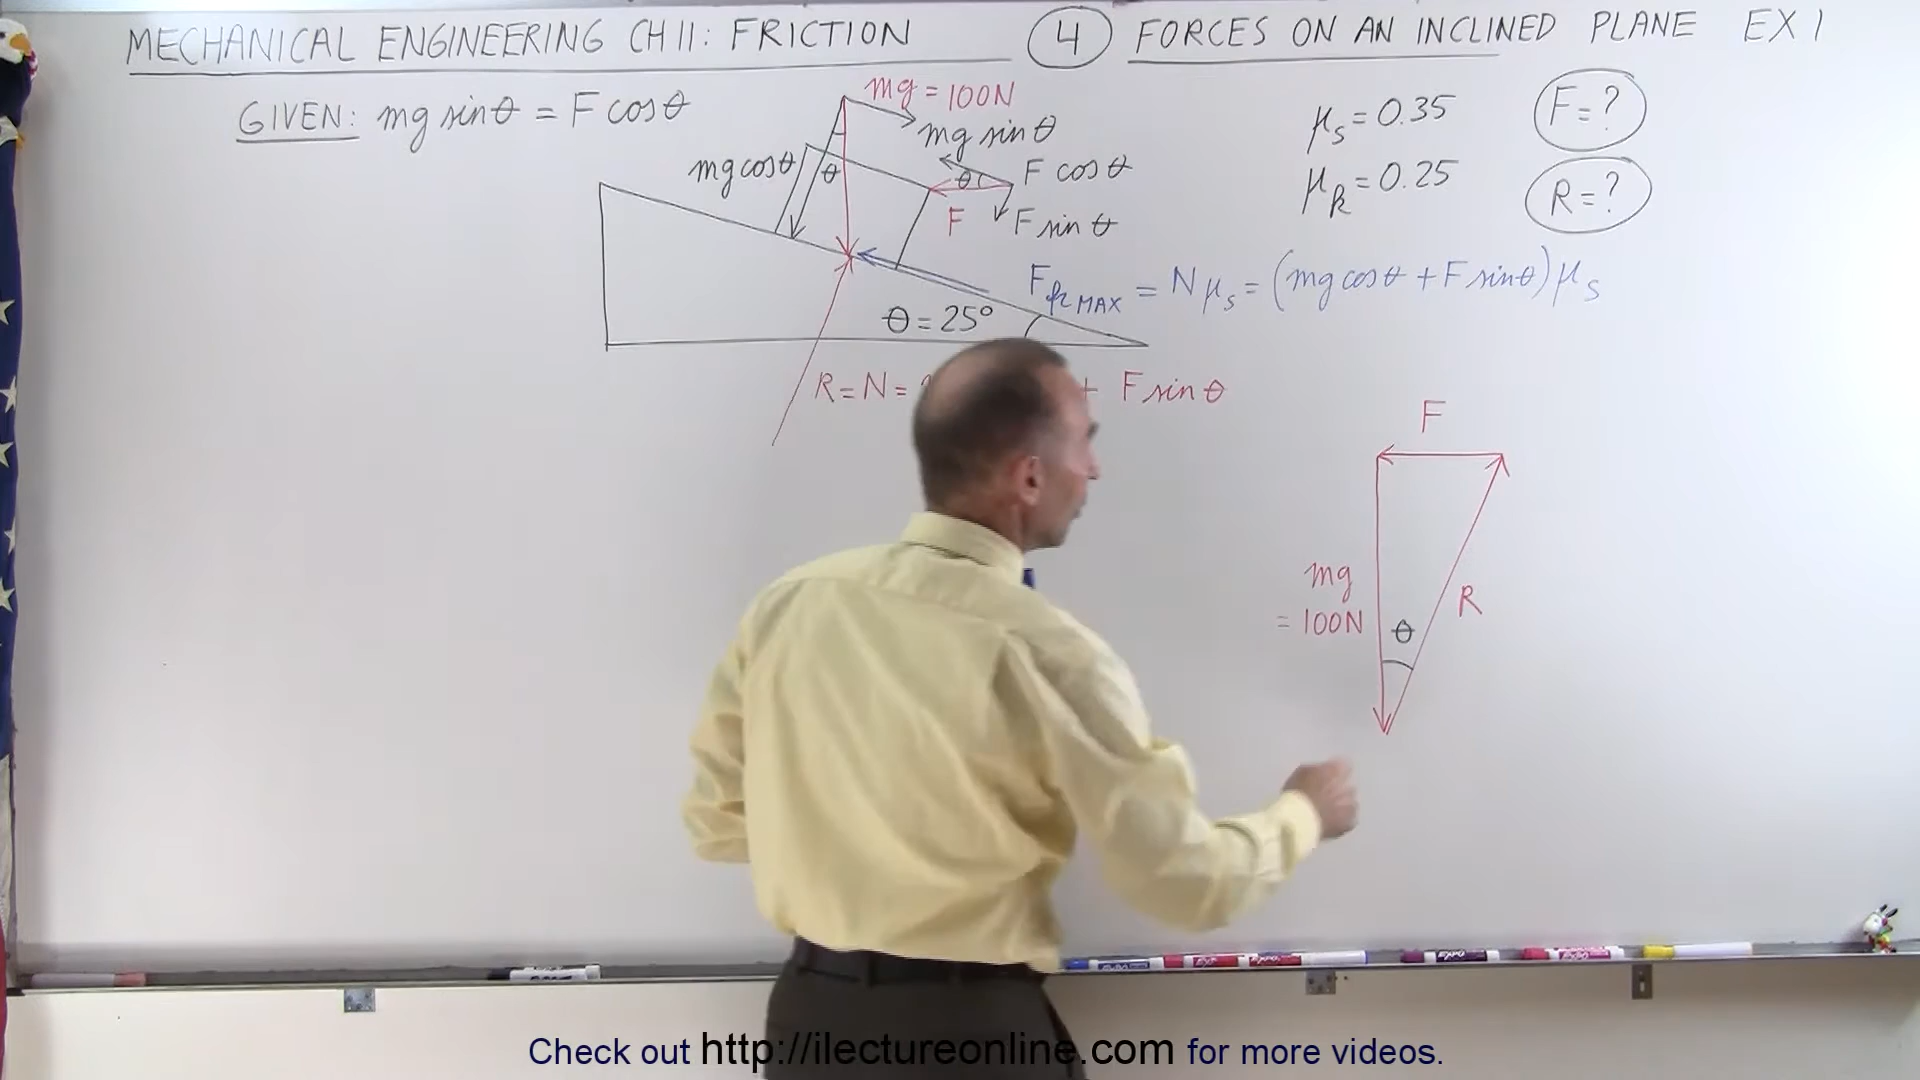 MECHANICAL ENGINEERING CH 11: FRICTION 4 FORCES ON AN INCLINED PLANE EX 1
GIVEN: mg sin θ = F cos θ
mg = 100N
mg sin θ
mg cos θ
θ
θ
F cos θ
F
F sin θ
μs = 0.35
F = ?
μk = 0.25
R = ?
Ffr MAX = N μs = (mg cos θ + F sin θ) μs
θ = 25°
R = N = + F sin θ
F
mg
= 100N
θ
R
Check out http://ilectureonline.com for more videos.